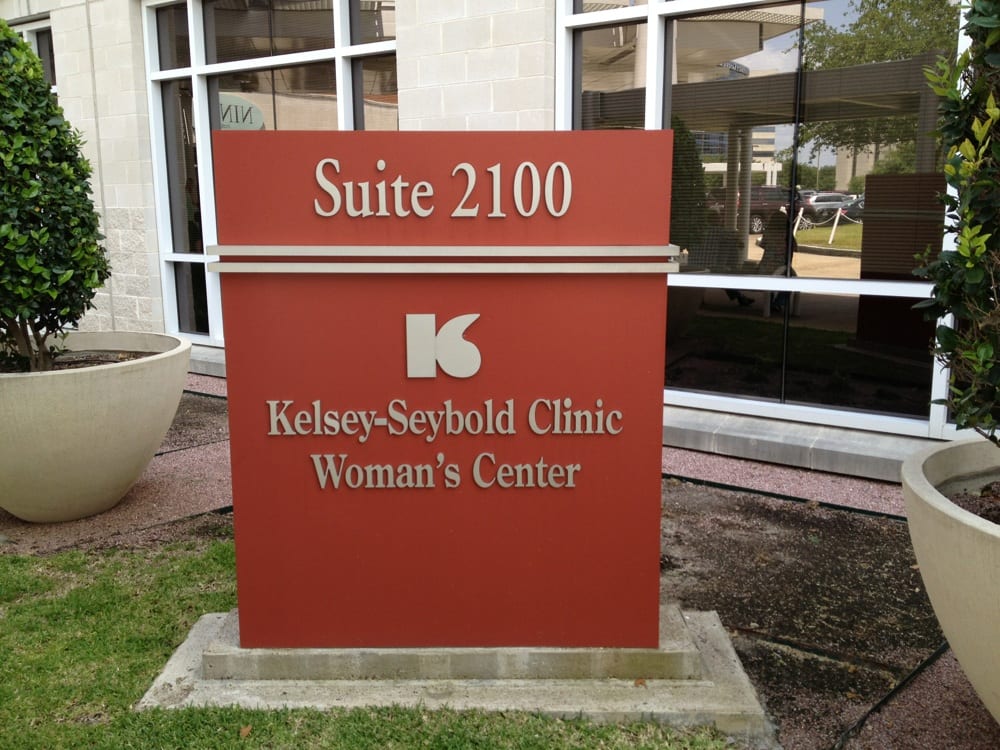 Suite 2100
Kelsey-Seybold Clinic
Woman's Center